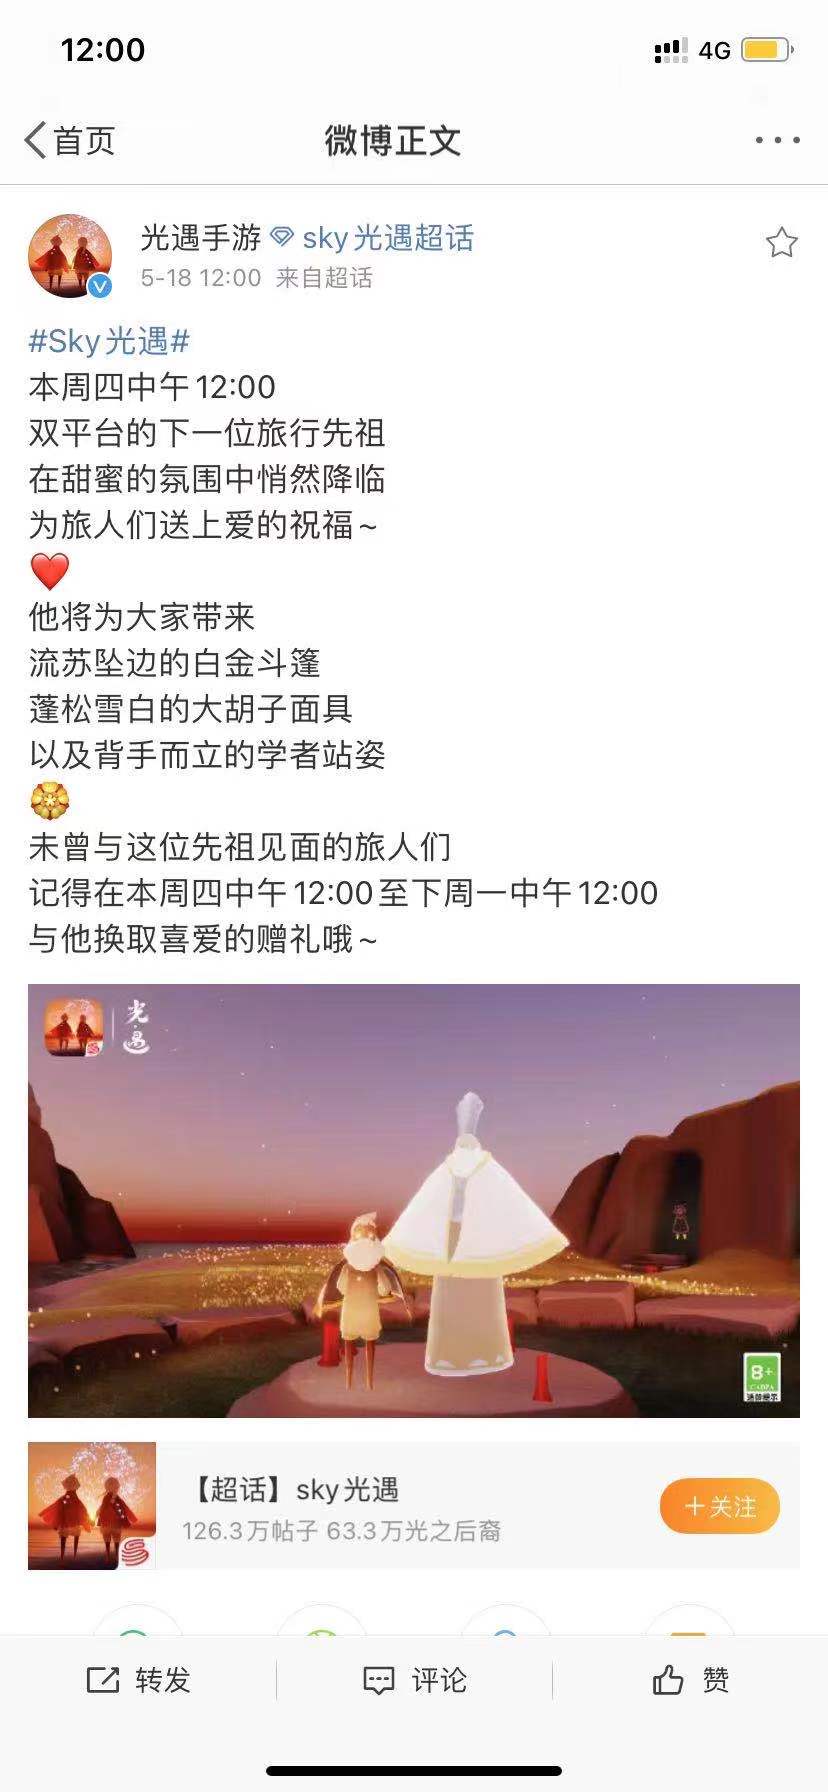 12:00
4G
首页
微博正文
光遇手游 sky光遇超话
5-18 12:00 来自超话
#Sky光遇#
本周四中午12:00
双平台的下一位旅行先祖
在甜蜜的氛围中悄然降临
为旅人们送上爱的祝福~
他将为大家带来
流苏坠边的白金斗篷
蓬松雪白的大胡子面具
以及背手而立的学者站姿
未曾与这位先祖见面的旅人们
记得在本周四中午12:00至下周一中午12:00
与他换取喜爱的赠礼哦~
光·遇
8+
CADPA
适龄提示
【超话】sky光遇
126.3万帖子 63.3万光之后裔
+关注
转发
评论
赞